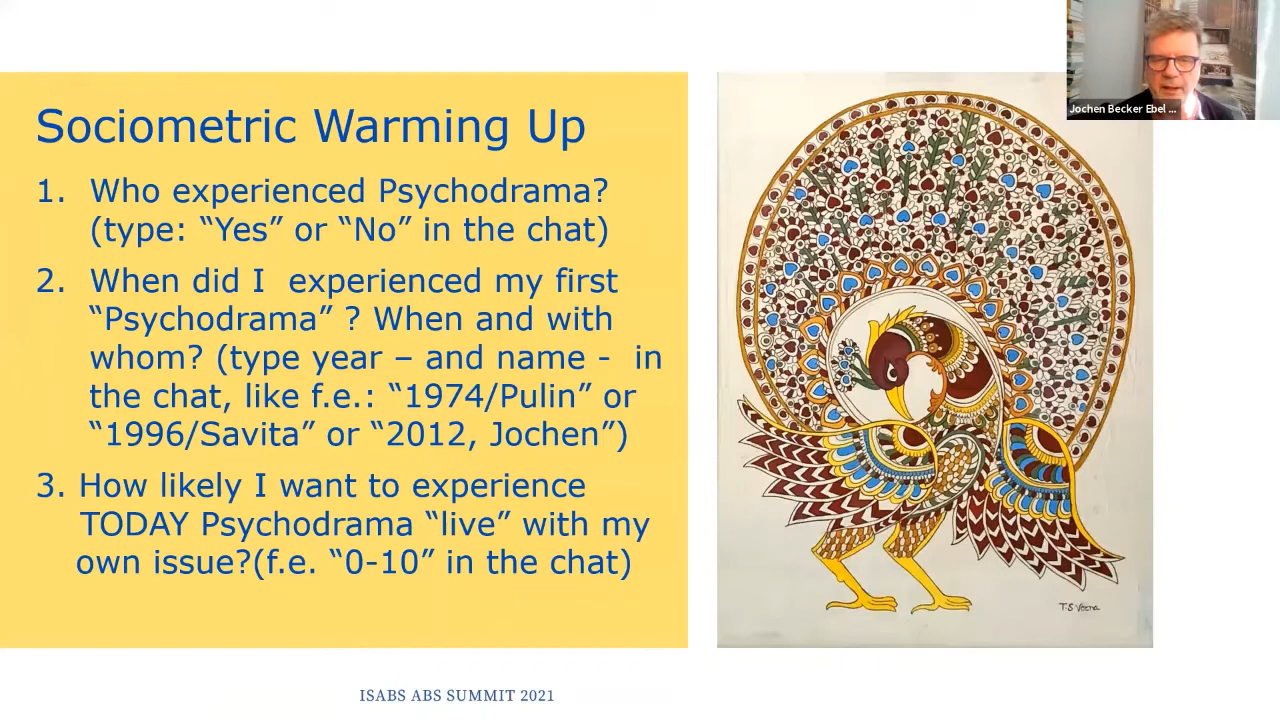 Jochen Becker Ebel ...
Sociometric Warming Up
1. Who experienced Psychodrama?
(type: “Yes” or “No” in the chat)
2. When did I experienced my first
“Psychodrama” ? When and with
whom? (type year – and name - in
the chat, like f.e.: “1974/Pulin” or
“1996/Savita” or “2012, Jochen”)
3. How likely I want to experience
TODAY Psychodrama “live” with my
own issue?(f.e. “0-10” in the chat)
T.S Veena
ISABS ABS SUMMIT 2021